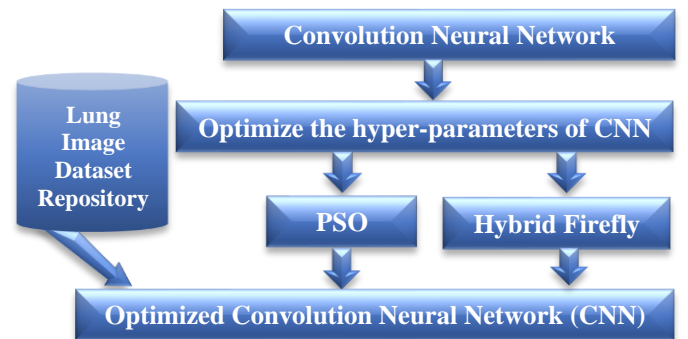 Convolution Neural Network
Lung
Image
Dataset
Repository
Optimize the hyper-parameters of CNN
PSO
Hybrid Firefly
Optimized Convolution Neural Network (CNN)